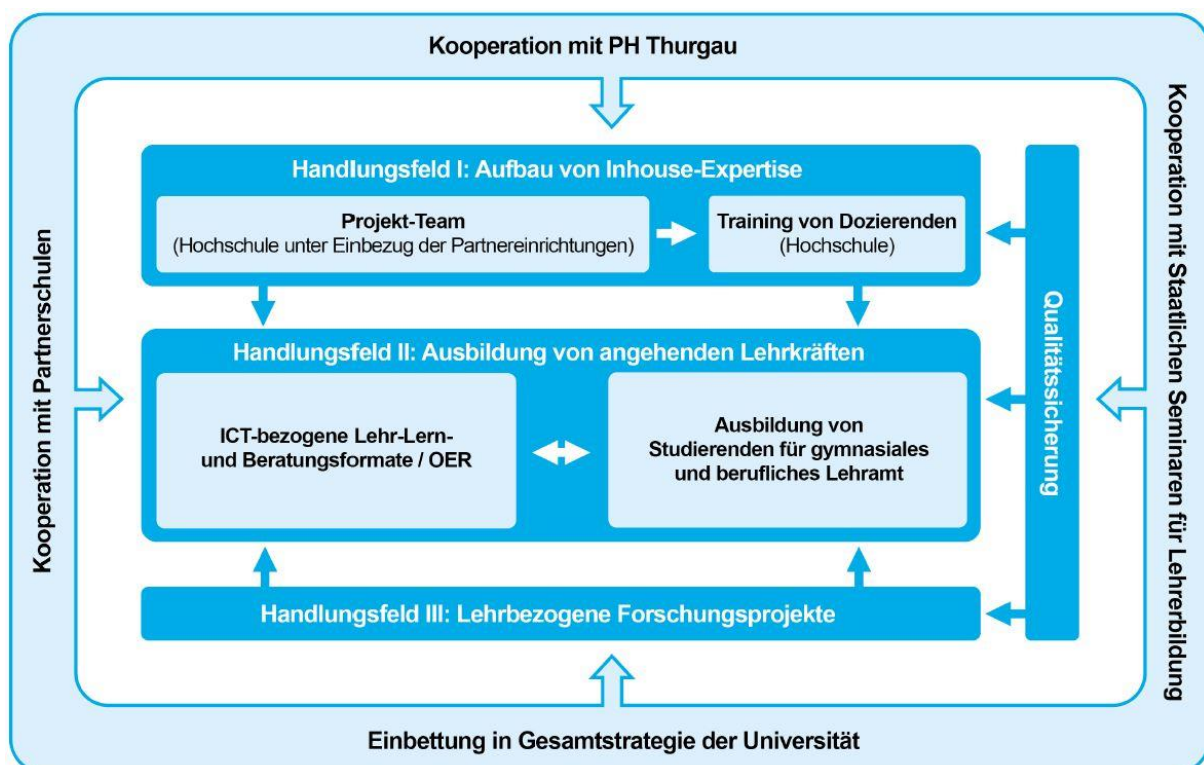 Kooperation mit PH Thurgau
Kooperation mit Partnerschulen
Handlungsfeld I: Aufbau von Inhouse-Expertise
Projekt-Team
(Hochschule unter Einbezug der Partnereinrichtungen)
Training von Dozierenden
(Hochschule)
Handlungsfeld II: Ausbildung von angehenden Lehrkräften
ICT-bezogene Lehr-Lern-
und Beratungsformate / OER
Ausbildung von
Studierenden für gymnasiales
und berufliches Lehramt
Handlungsfeld III: Lehrbezogene Forschungsprojekte
Qualitätssicherung
Kooperation mit Staatlichen Seminaren für Lehrerbildung
Einbettung in Gesamtstrategie der Universität